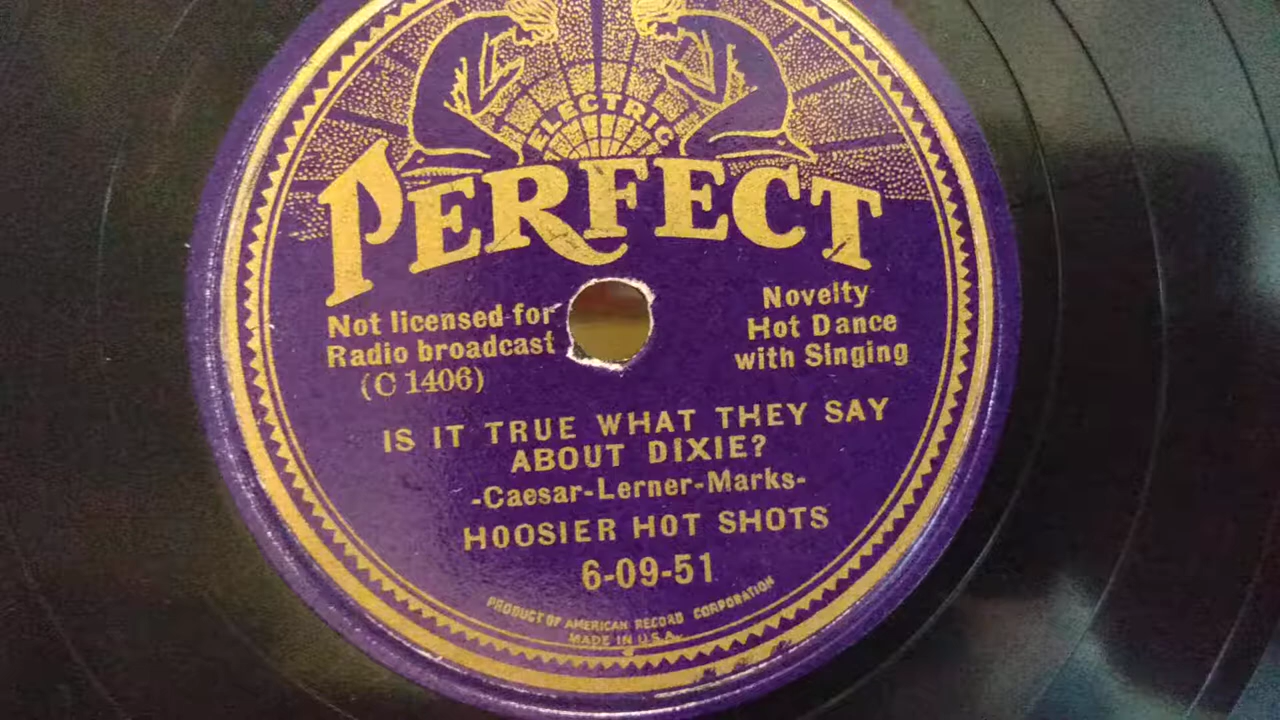 ELECTRIC
PERFECT
Not licensed for
Radio broadcast
(C 1406)
Novelty
Hot Dance
with Singing
IS IT TRUE WHAT THEY SAY
ABOUT DIXIE?
-Caesar-Lerner-Marks-
HOOSIER HOT SHOTS
6-09-51
PRODUCT OF AMERICAN RECORD CORPORATION
MADE IN U.S.A.